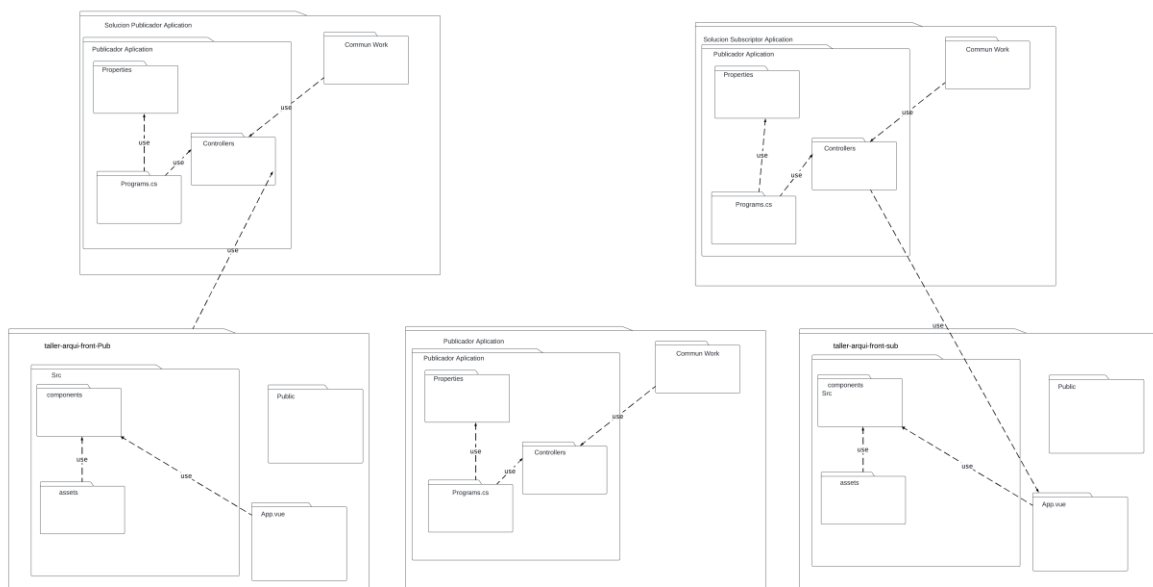 Solucion Publicador Aplication
Publicador Aplication
Properties
Commun Work
use
use
use
Controllers
Programs.cs
use
Solucion Subscriptor Aplication
Publicador Aplication
Properties
Commun Work
use
use
use
Controllers
Programs.cs
use
taller-arqui-front-Pub
Src
components
Public
use
use
assets
App.vue
Publicador Aplication
Publicador Aplication
Properties
Commun Work
use
use
use
Controllers
Programs.cs
taller-arqui-front-sub
components
Src
Public
use
use
assets
App.vue